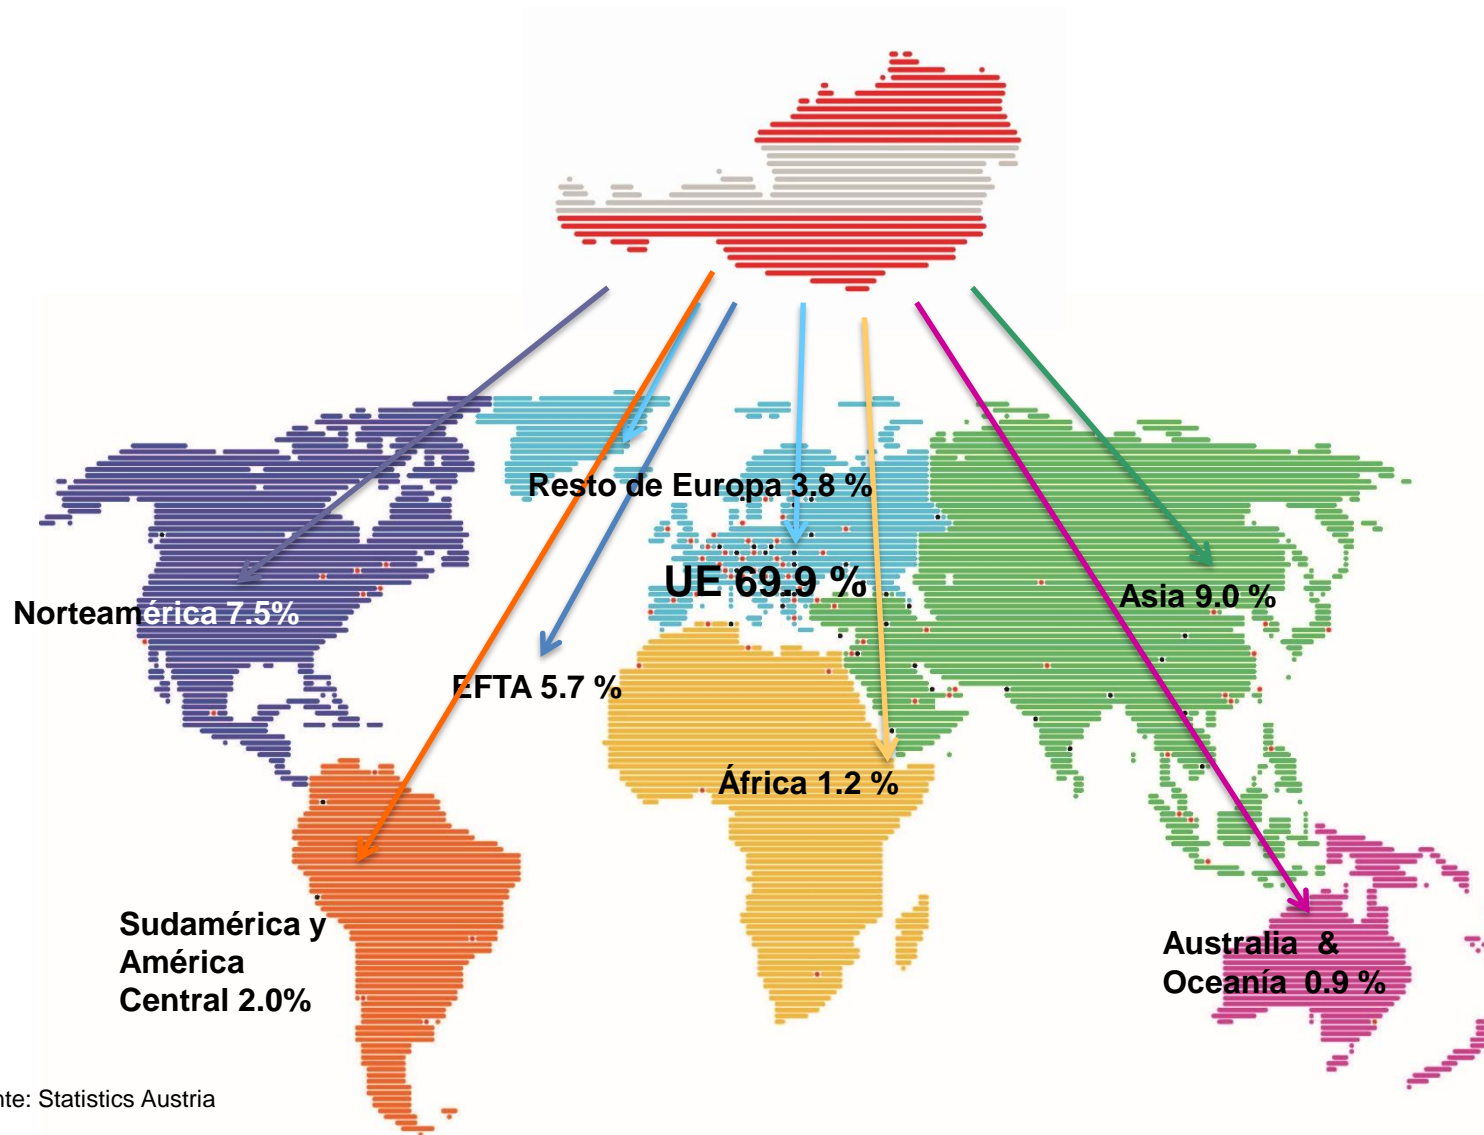 Resto de Europa 3.8 %
UE 69.9 %
Asia 9.0 %
Norteamérica 7.5%
EFTA 5.7 %
África 1.2 %
Sudamérica y
América
Central 2.0%
Australia &
Oceanía 0.9 %
nte: Statistics Austria